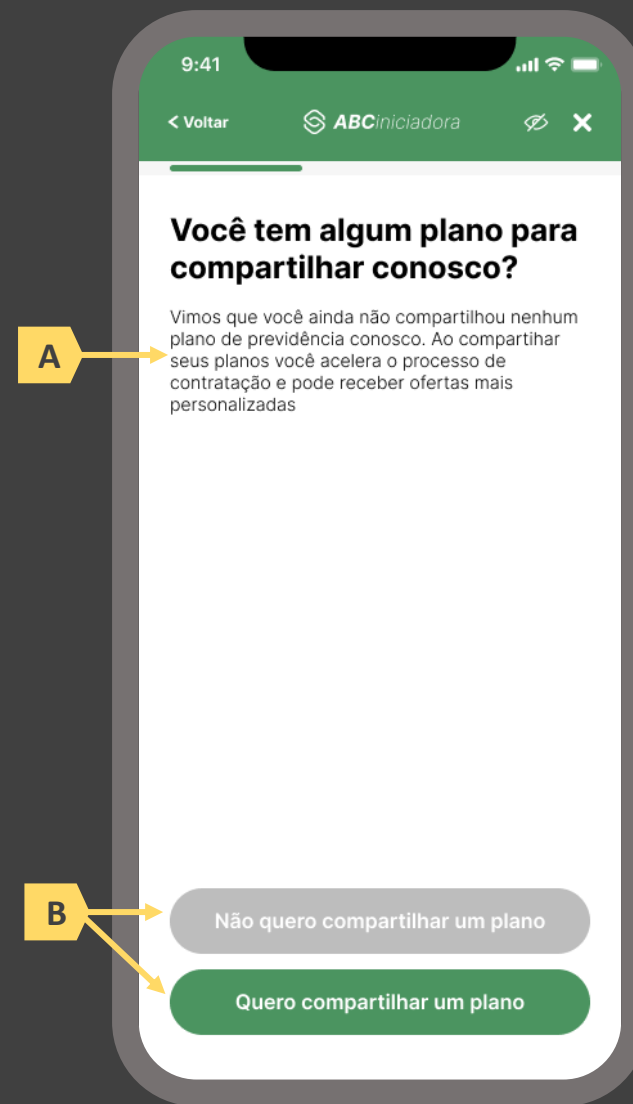 9:41
< Voltar
ABCiniciadora
Você tem algum plano para
compartilhar conosco?
Vimos que você ainda não compartilhou nenhum
plano de previdência conosco. Ao compartihar
seus planos você acelera o processo de
contratação e pode receber ofertas mais
personalizadas
A
B
Não quero compartilhar um plano
Quero compartilhar um plano